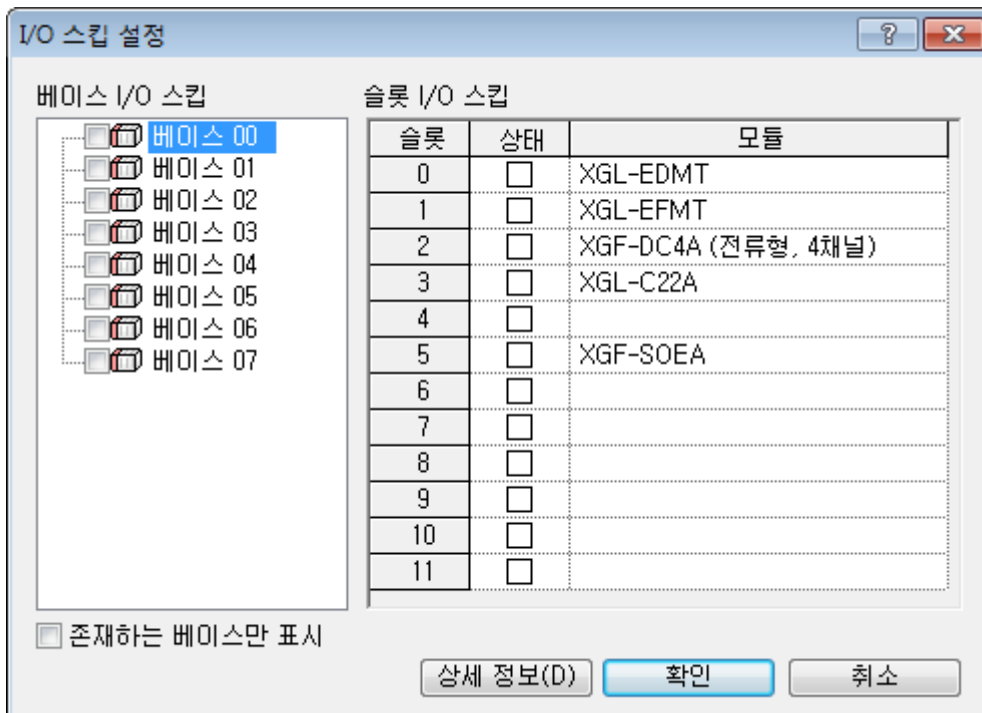 I/O 스킵 설정
베이스 I/O 스킵
베이스 00
베이스 01
베이스 02
베이스 03
베이스 04
베이스 05
베이스 06
베이스 07
존재하는 베이스만 표시
슬롯 I/O 스킵
슬롯 상태 모듈
0 XGL-EDMT
1 XGL-EFMT
2 XGF-DC4A (전류형, 4채널)
3 XGL-C22A
4
5 XGF-SOEA
6
7
8
9
10
11
상세 정보(D) 확인 취소